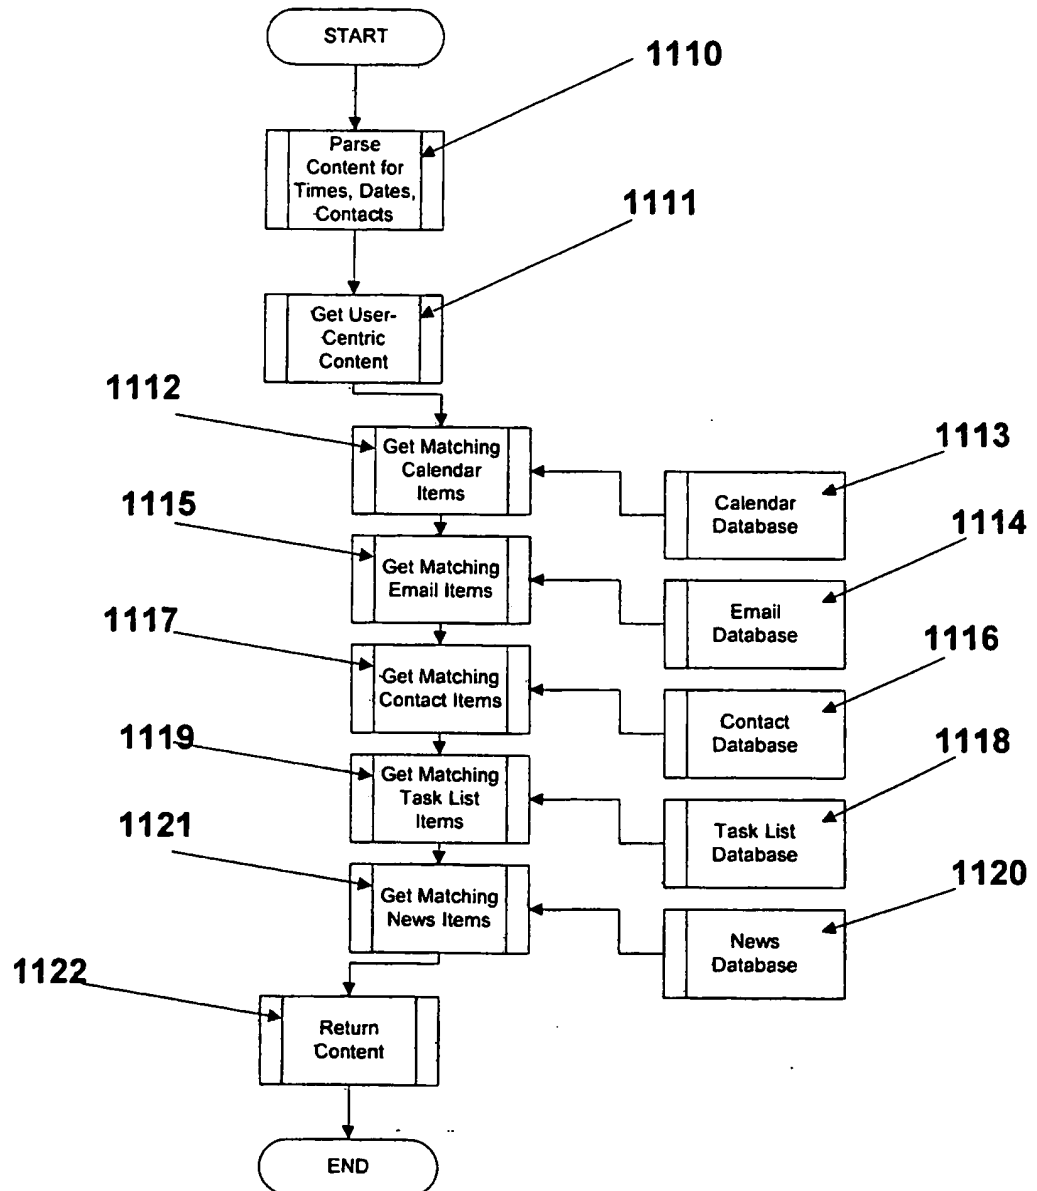 START
1110
Parse
Content for
Times, Dates,
Contacts
1111
Get User-
Centric
Content
1112
Get Matching
Calendar
Items
1113
Calendar
Database
1115
Get Matching
Email Items
1114
Email
Database
1117
Get Matching
Contact Items
1116
Contact
Database
1119
Get Matching
Task List
Items
1118
Task List
Database
1121
Get Matching
News Items
1120
News
Database
1122
Return
Content
END